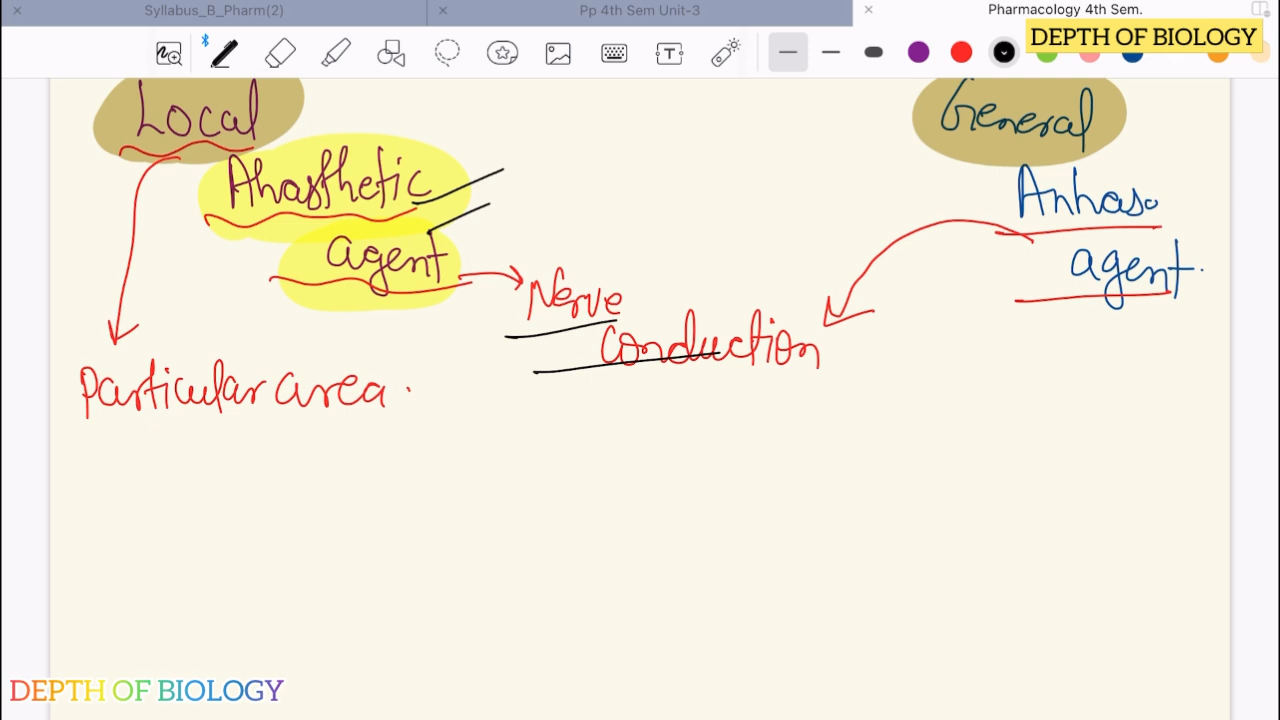 Syllabus_B_Pharm(2)
Pp 4th Sem Unit-3
Pharmacology 4th Sem.
DEPTH OF BIOLOGY
Local
Anasthetic
agent
Nerve
conduction
Particular area.
General
Anhas
agent.
DEPTH OF BIOLOGY